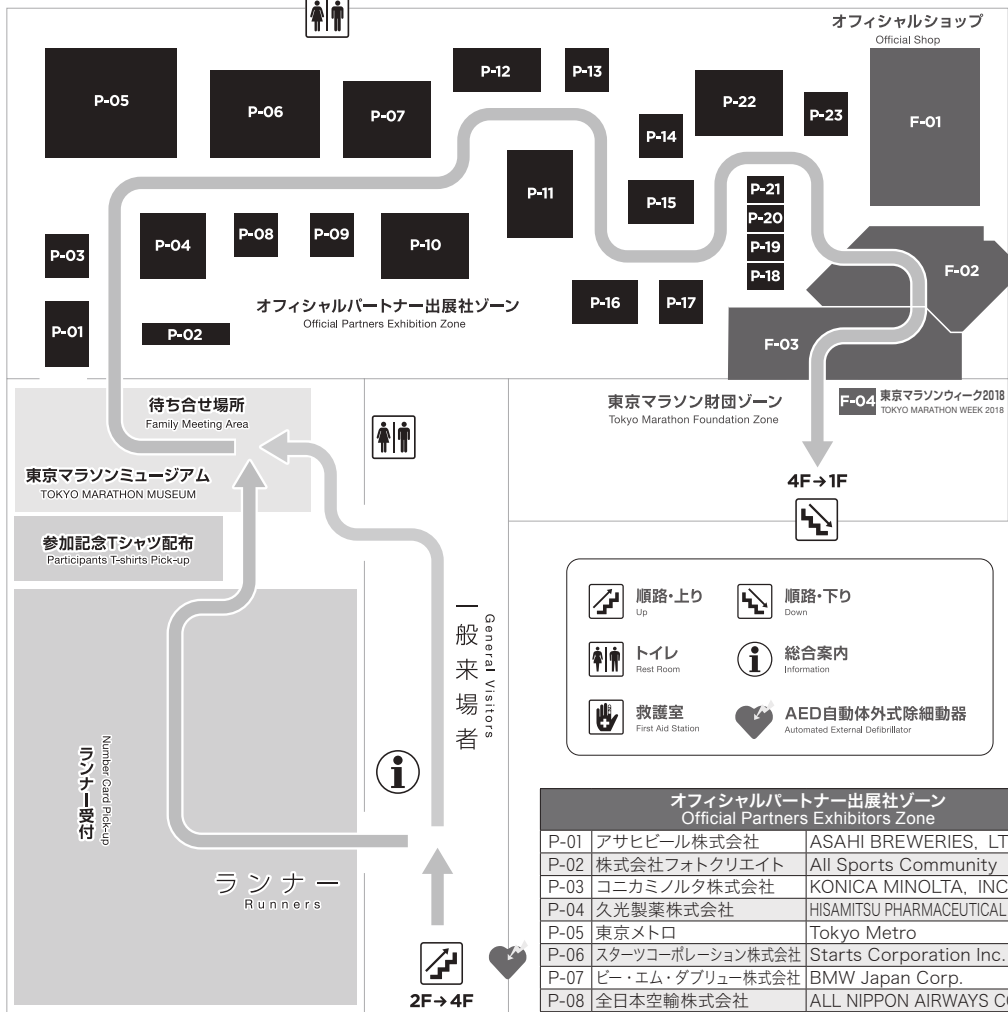 オフィシャルショップ
Official Shop
P-05
P-06
P-07
P-12
P-13
P-14
P-22
P-23
F-01
P-11
P-15
P-21
P-20
P-19
P-18
P-03
P-04
P-08
P-09
P-10
F-02
P-01
P-02
オフィシャルパートナー出展社ゾーン
Official Partners Exhibition Zone
P-16
P-17
F-03
待ち合せ場所
Family Meeting Area
東京マラソンミュージアム
TOKYO MARATHON MUSEUM
東京マラソン財団ゾーン
Tokyo Marathon Foundation Zone
F-04 東京マラソンウィーク2018
TOKYO MARATHON WEEK 2018
4F→1F
参加記念Tシャツ配布
Participants T-shirts Pick-up
一般来場者
General Visitors
ランナー受付
Number Card Pick-up
ランナー
Runners
2F→4F
順路・上り
Up
順路・下り
Down
トイレ
Rest Room
総合案内
Information
救護室
First Aid Station
AED自動体外式除細動器
Automated External Defibrillator
オフィシャルパートナー出展社ゾーン
Official Partners Exhibitors Zone
P-01 アサヒビール株式会社 ASAHI BREWERIES, LT
P-02 株式会社フォトクリエイト All Sports Community
P-03 コニカミノルタ株式会社 KONICA MINOLTA, INC
P-04 久光製薬株式会社 HISAMITSU PHARMACEUTICAL
P-05 東京メトロ Tokyo Metro
P-06 スターツコーポレーション株式会社 Starts Corporation Inc.
P-07 ビー・エム・ダブリュー株式会社 BMW Japan Corp.
P-08 全日本空輸株式会社 ALL NIPPON AIRWAYS CO